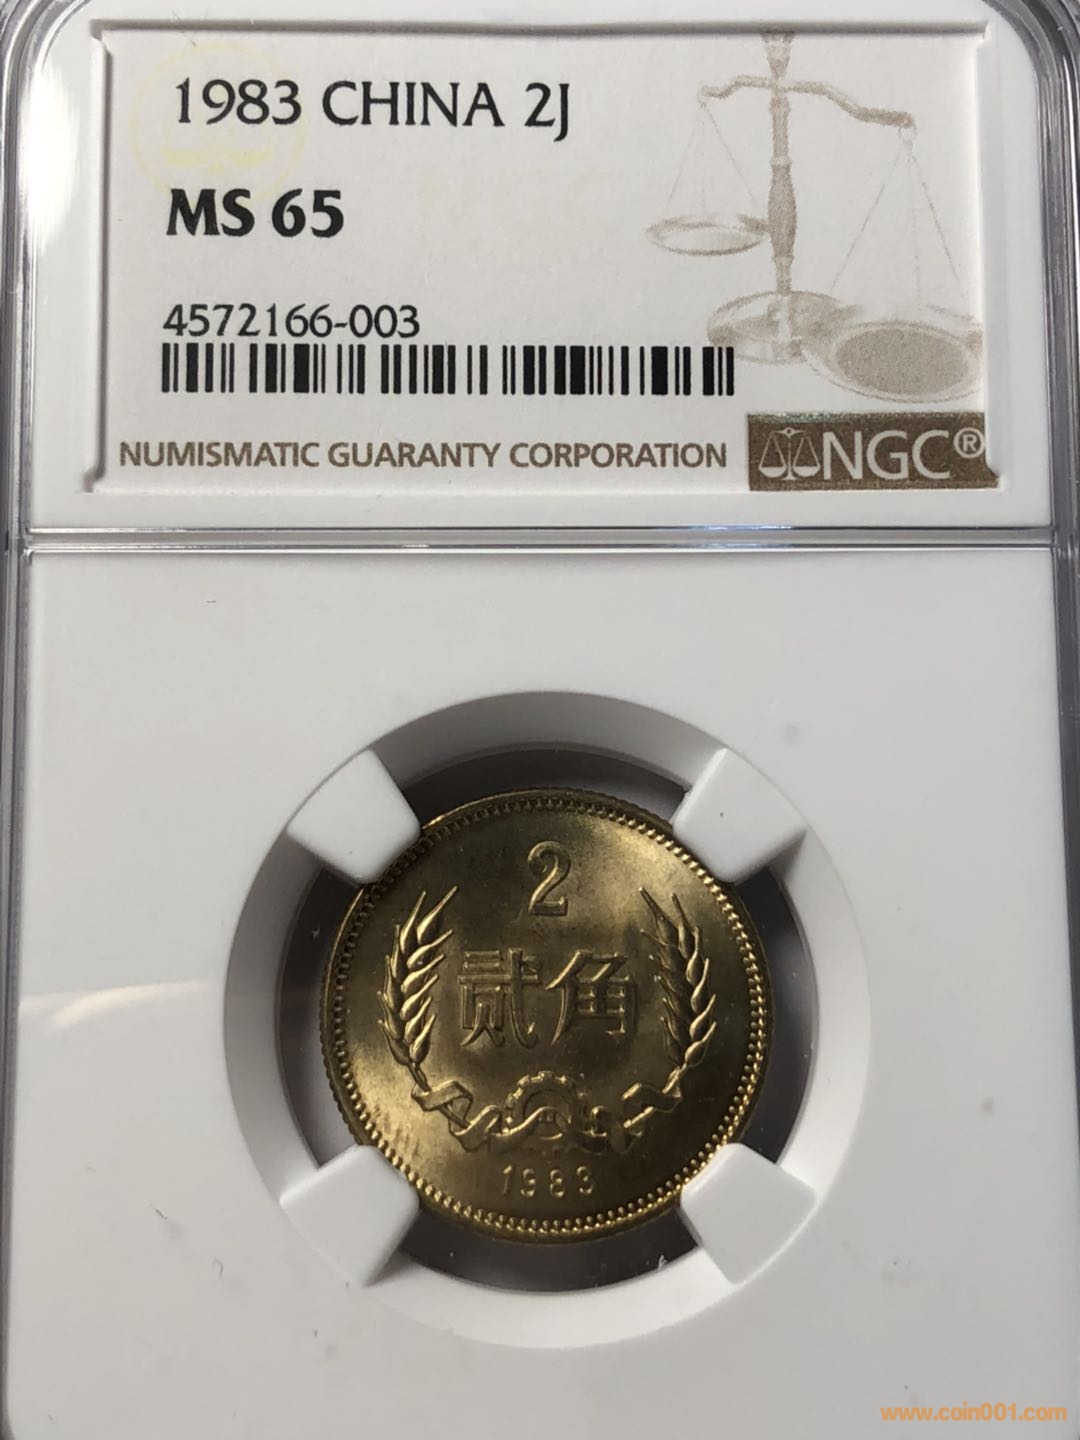 1983 CHINA 2J
MS 65
4572166-003
NUMISMATIC GUARANTY CORPORATION
NGC®
2
贰角
1983
www.coin001.com